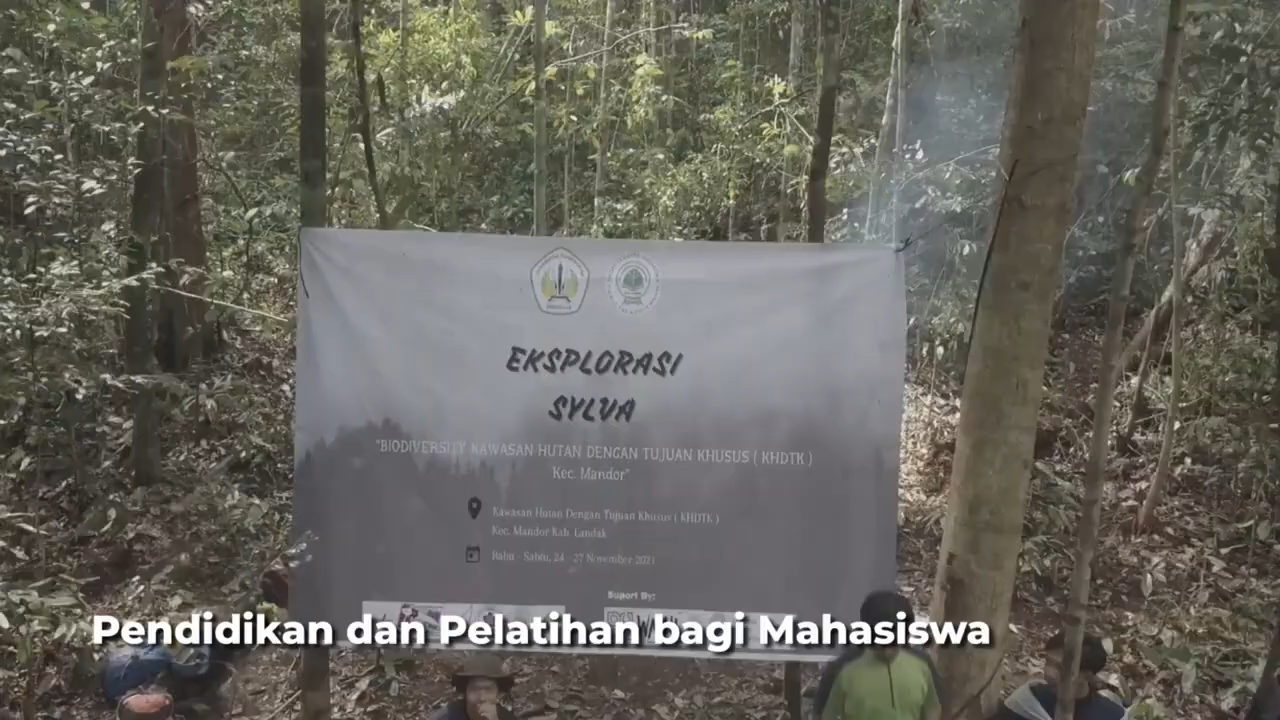 EKSPLORASI
SYLVA
"BIODIVERSITY KAWASAN HUTAN DENGAN TUJUAN KHUSUS ( KHDTK )
Kec. Mandor"
Kawasan Hutan Dengan Tujuan Khusus ( KHDTK )
Kec. Mandor Kab. Landak
Rabu - Sabtu, 24 - 27 November 2021
Suport By:
Pendidikan dan Pelatihan bagi Mahasiswa